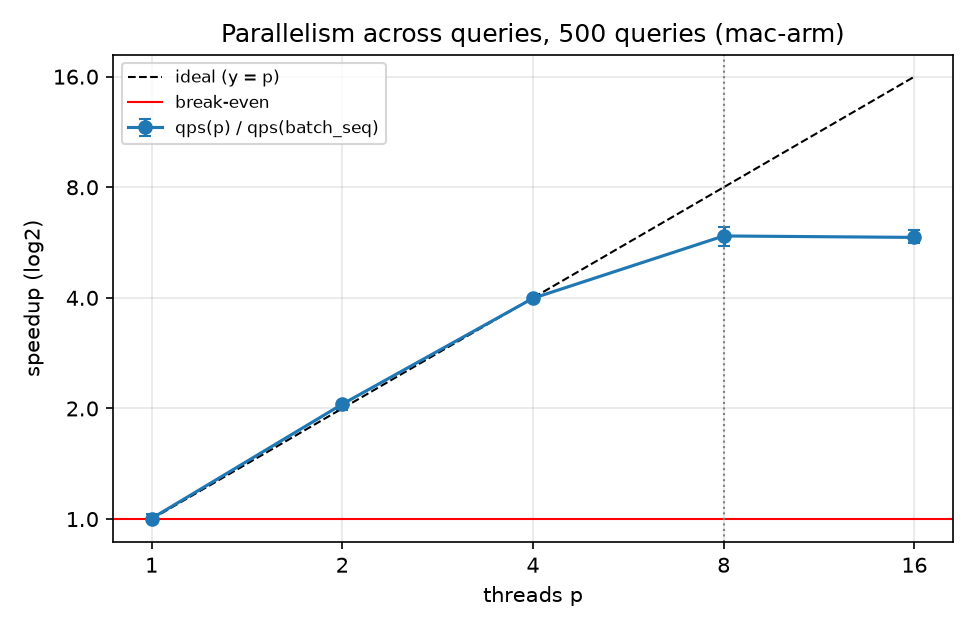 Parallelism across queries, 500 queries (mac-arm)
ideal (y = p)
break-even
qps(p) / qps(batch_seq)
speedup (log2)
16.0
8.0
4.0
2.0
1.0
1 2 4 8 16
threads p